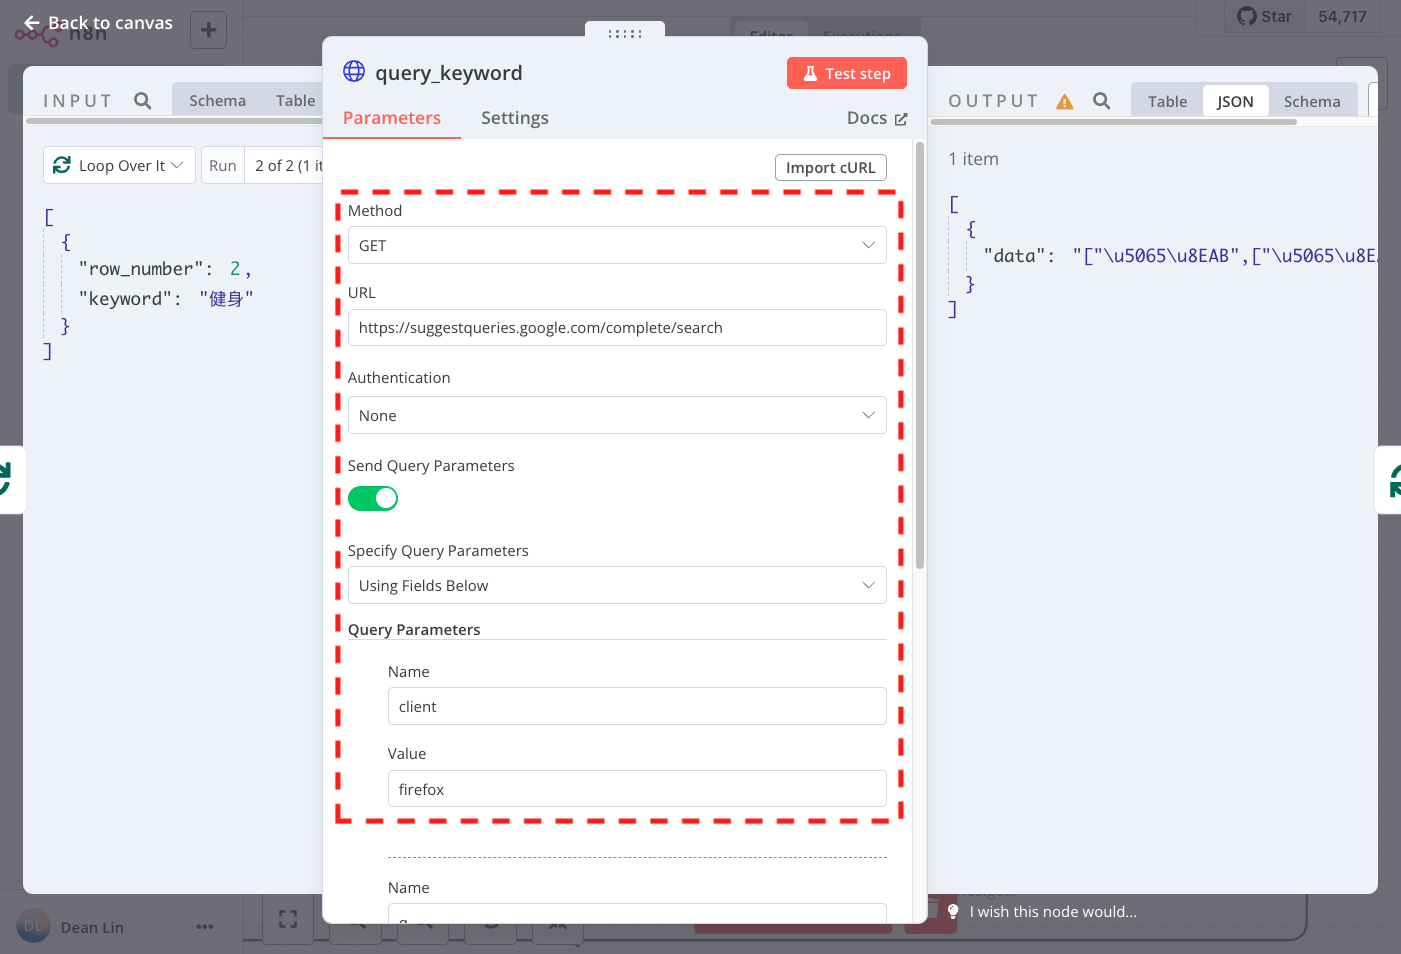 Back to canvas
n8n
Editor
Executions
Star
54,717
INPUT
Schema
Table
Loop Over It
Run
2 of 2 (1 it
[
{
"row_number": 2,
"keyword": "健身"
}
]
query_keyword
Test step
Parameters
Settings
Docs
Import cURL
Method
GET
URL
https://suggestqueries.google.com/complete/search
Authentication
None
Send Query Parameters
Specify Query Parameters
Using Fields Below
Query Parameters
Name
client
Value
firefox
Name
q
OUTPUT
Table
JSON
Schema
1 item
[
{
"data": "["\u5065\u8EAB",["\u5065\u8E
}
]
DL
Dean Lin
I wish this node would...